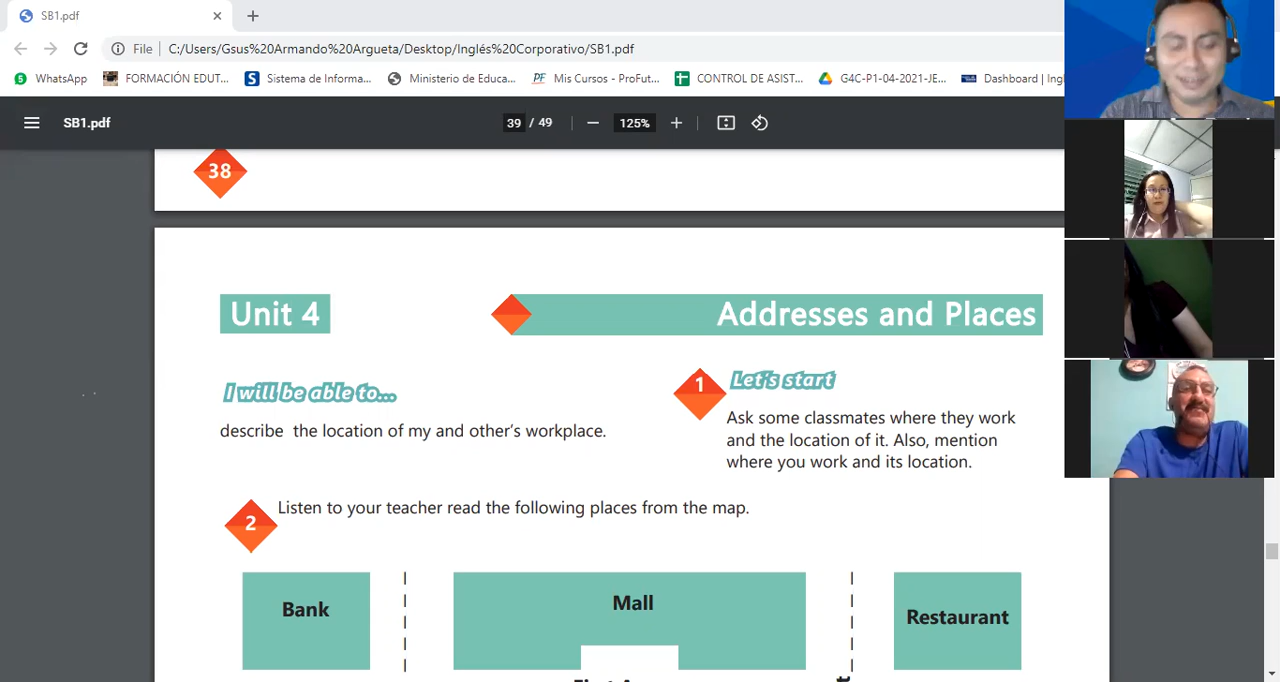 SB1.pdf
File
C:/Users/Gsus%20Armando%20Argueta/Desktop/Inglés%20Corporativo/SB1.pdf
WhatsApp
FORMACIÓN EDUT...
Sistema de Informa...
Ministerio de Educa...
PF
Mis Cursos - ProFut...
CONTROL DE ASIST...
G4C-P1-04-2021-JE...
Dashboard | Ingl
SB1.pdf
39 / 49
125%
38
Unit 4
Addresses and Places
I will be able to...
describe the location of my and other's workplace.
1
Let´s start
Ask some classmates where they work
and the location of it. Also, mention
where you work and its location.
2
Listen to your teacher read the following places from the map.
Bank
Mall
Restaurant